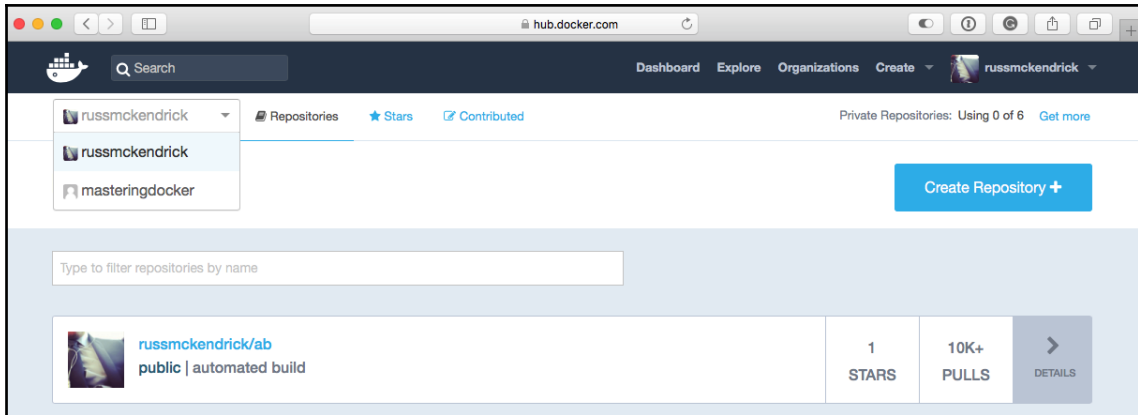 hub.docker.com
Search
Dashboard Explore Organizations Create russmckendrick
russmckendrick Repositories Stars Contributed Private Repositories: Using 0 of 6 Get more
russmckendrick
masteringdocker
Create Repository +
Type to filter repositories by name
russmckendrick/ab
public | automated build
1
STARS
10K+
PULLS
DETAILS